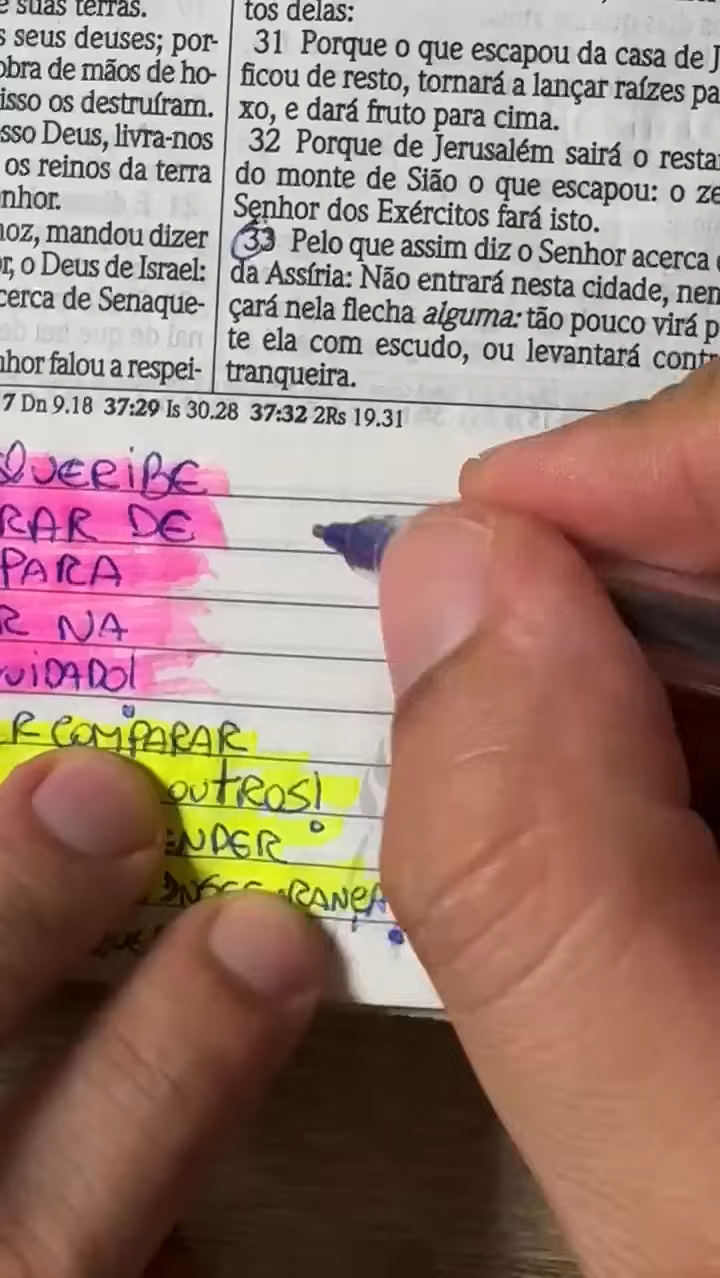 e suas terras.
s seus deuses; por-
obra de mãos de ho-
isso os destruíram.
sso Deus, livra-nos
os reinos da terra
nhor.
noz, mandou dizer
r, o Deus de Israel:
cerca de Senaque-
nhor falou a respei-
tos delas:
31 Porque o que escapou da casa de J
ficou de resto, tornará a lançar raízes pa
xo, e dará fruto para cima.
32 Porque de Jerusalém sairá o resta
do monte de Sião o que escapou: o ze
Senhor dos Exércitos fará isto.
33 Pelo que assim diz o Senhor acerca
da Assíria: Não entrará nesta cidade, nem
çará nela flecha alguma: tão pouco virá p
te ela com escudo, ou levantará contr
tranqueira.
7 Dn 9.18 37:29 Is 30.28 37:32 2Rs 19.31
QUERIBE
RAR DE
PARA
R NA
UIDADO!
R COMPARAR
OUTROS!
ENDER